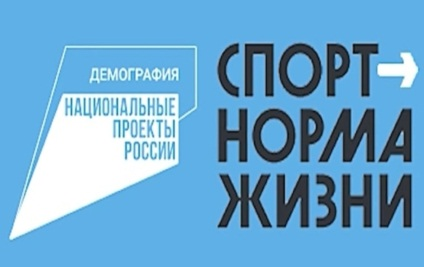 ДЕМОГРАФИЯ
НАЦИОНАЛЬНЫЕ
ПРОЕКТЫ
РОССИИ
СПОРТ
НОРМА
ЖИЗНИ